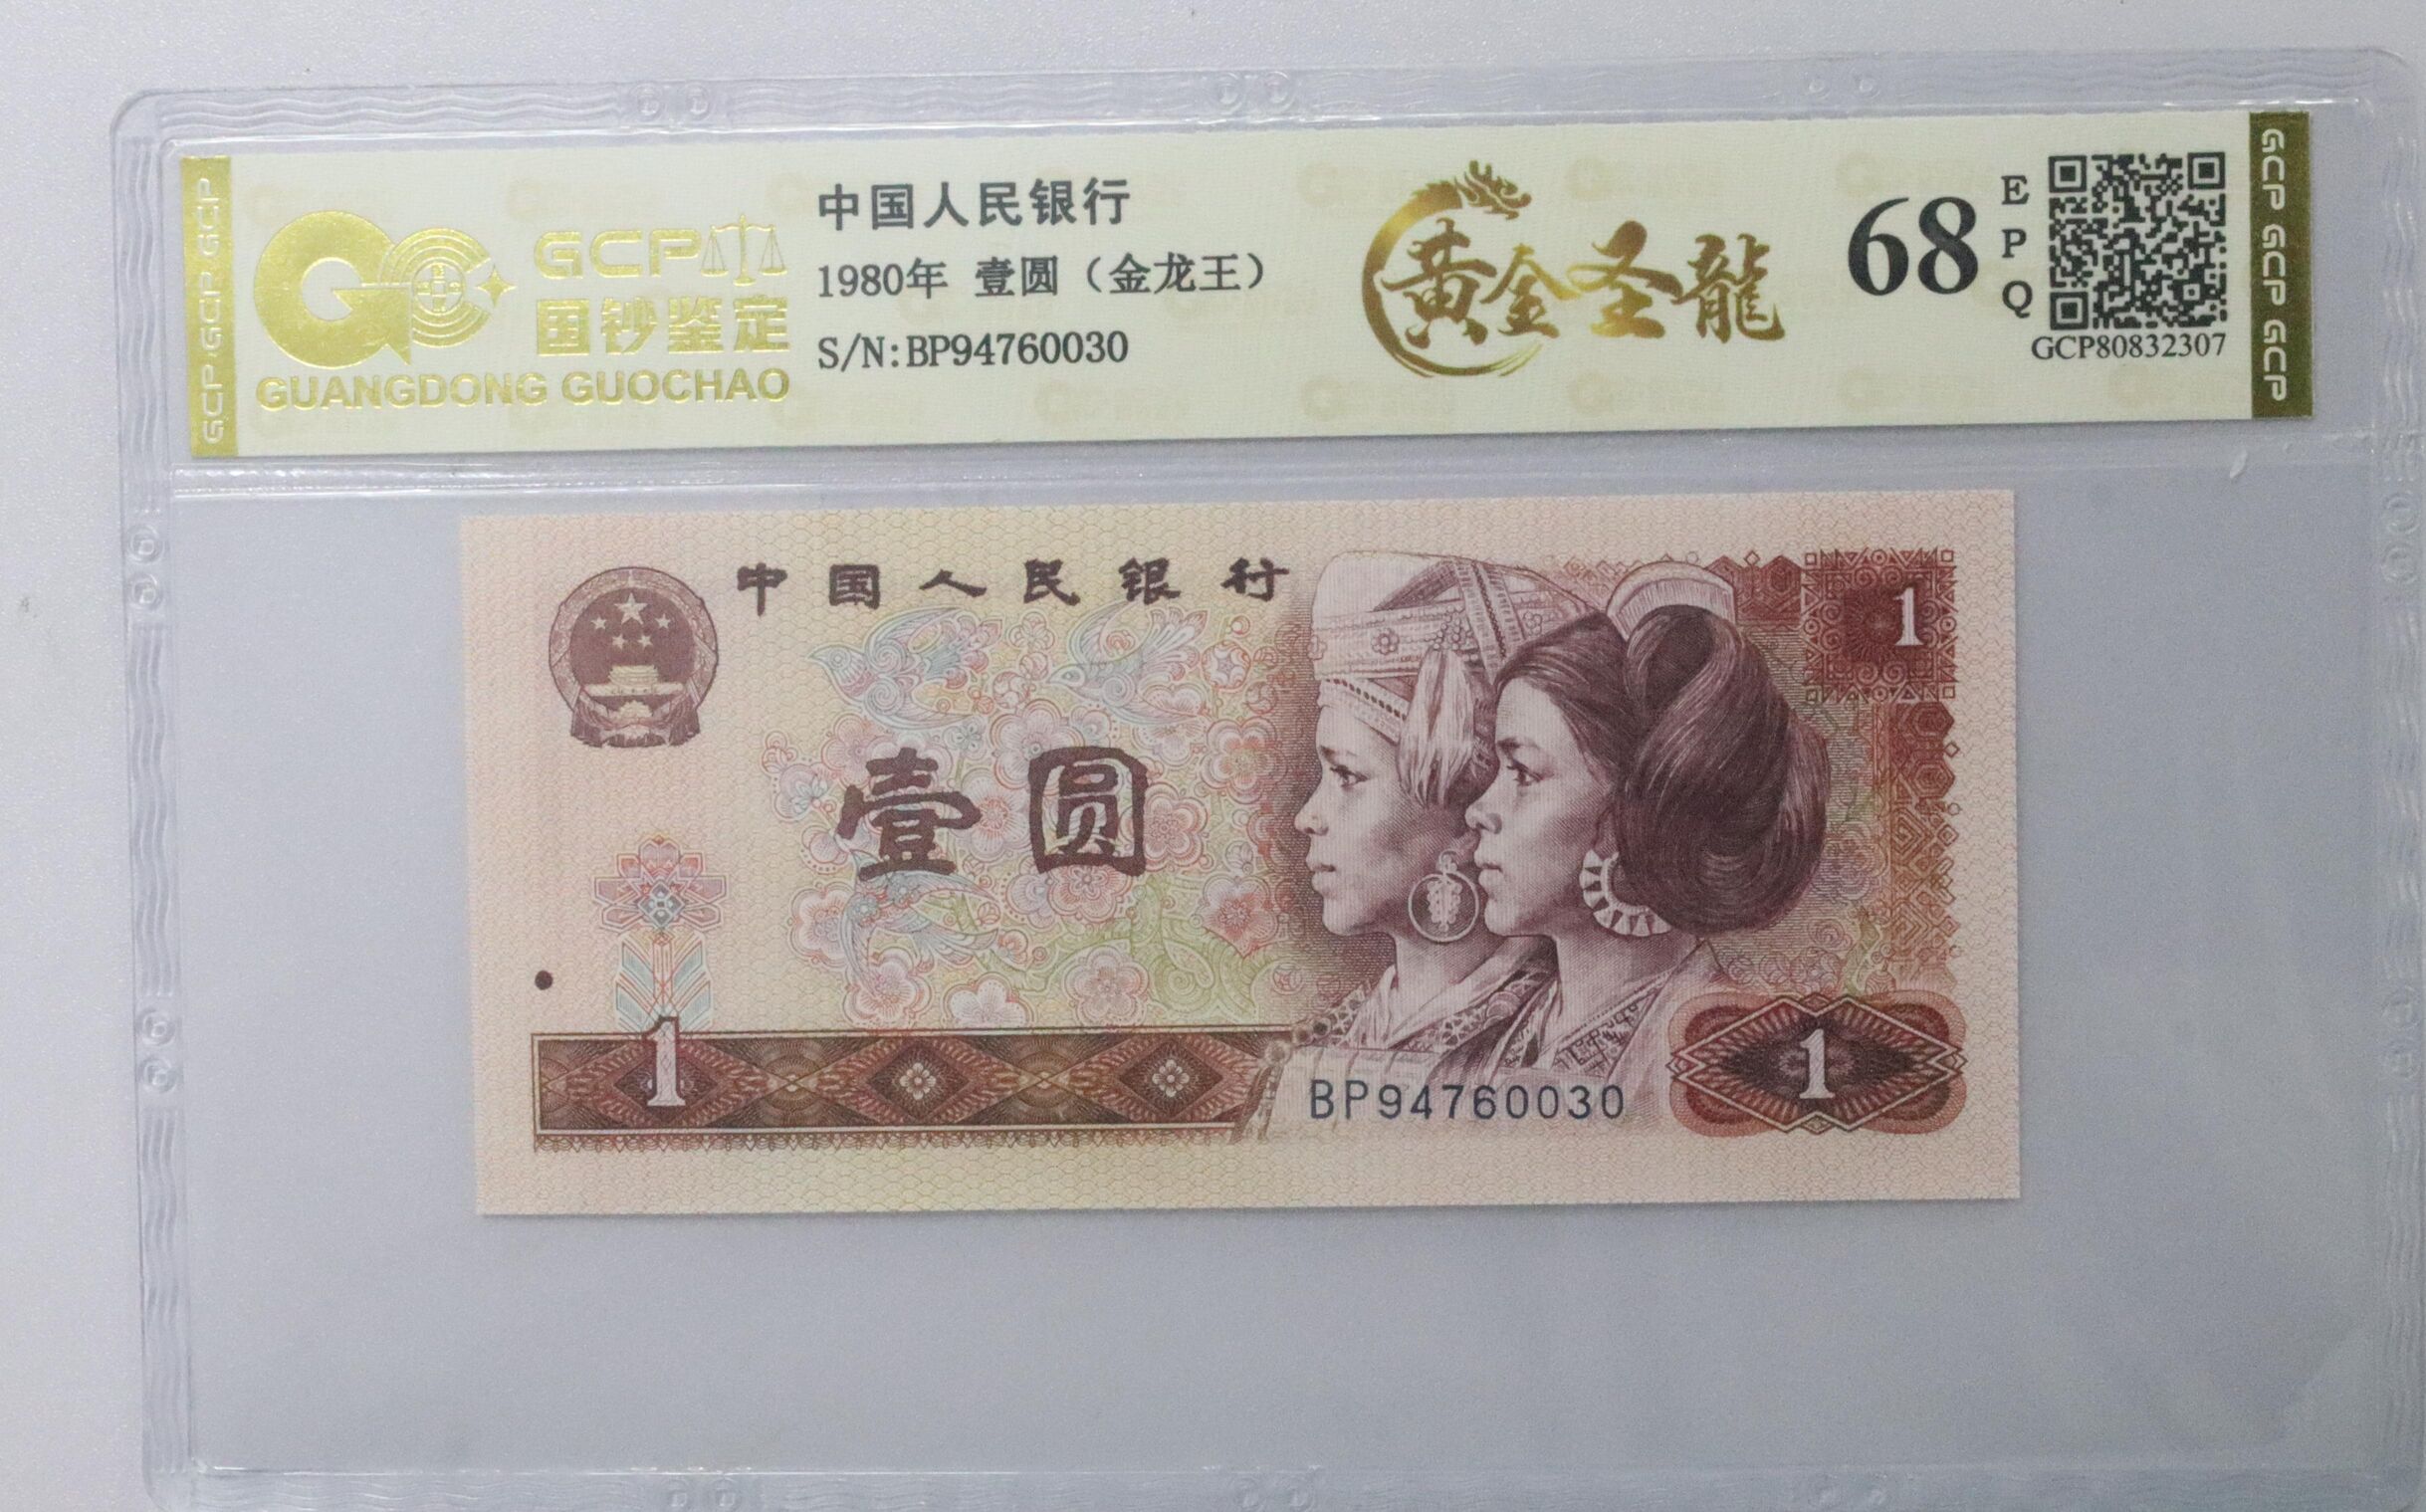 GCP GCP GCP
GCP
国钞鉴定
GUANGDONG GUOCHAO
中国人民银行
1980年 壹圆（金龙王）
S/N:BP94760030
黄金圣龍
68
E
P
Q
GCP80832307
GCP GCP GCP
中国人民银行
1
壹圆
1
BP94760030
1